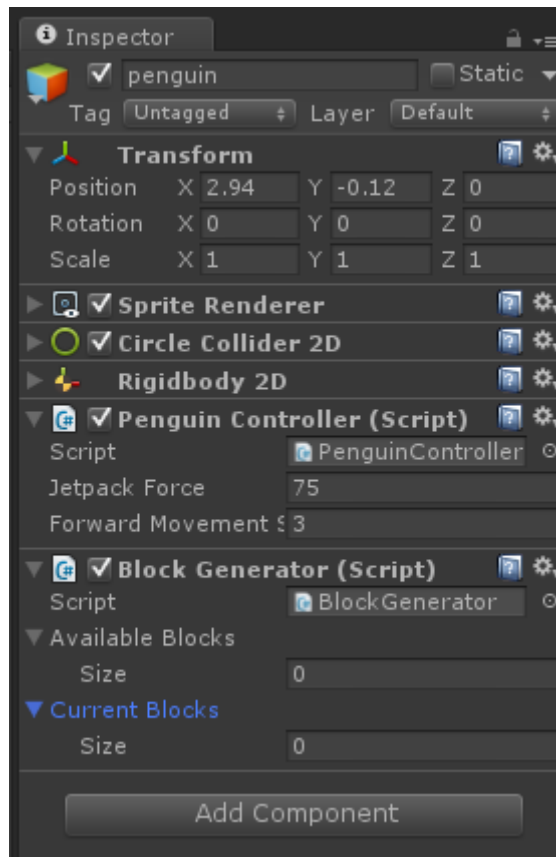 Inspector
penguin Static
Tag Untagged Layer Default
Transform
Position X 2.94 Y -0.12 Z 0
Rotation X 0 Y 0 Z 0
Scale X 1 Y 1 Z 1
Sprite Renderer
Circle Collider 2D
Rigidbody 2D
Penguin Controller (Script)
Script PenguinController
Jetpack Force 75
Forward Movement S 3
Block Generator (Script)
Script BlockGenerator
Available Blocks
Size 0
Current Blocks
Size 0
Add Component